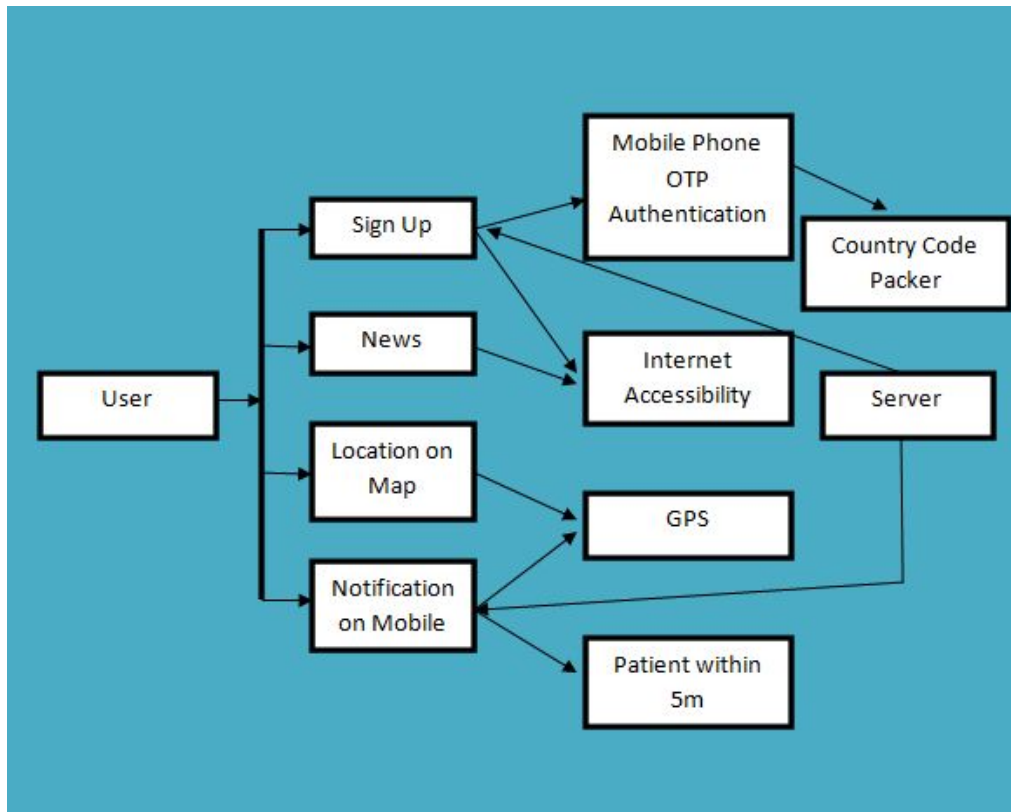 Mobile Phone
OTP
Authentication
Sign Up
Country Code
Packer
News
Internet
Accessibility
User
Server
Location on
Map
GPS
Notification
on Mobile
Patient within
5m